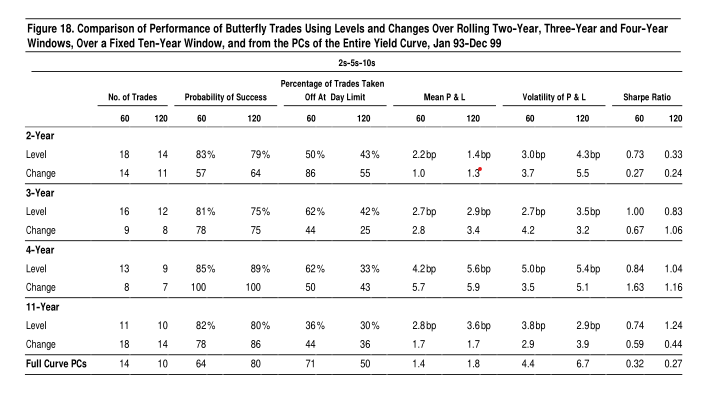 Figure 18. Comparison of Performance of Butterfly Trades Using Levels and Changes Over Rolling Two-Year, Three-Year and Four-Year
Windows, Over a Fixed Ten-Year Window, and from the PCs of the Entire Yield Curve, Jan 93-Dec 99
2s-5s-10s
Percentage of Trades Taken
No. of Trades Probability of Success Off At Day Limit Mean P & L Volatility of P & L Sharpe Ratio
60 120 60 120 60 120 60 120 60 120 60 120
2-Year
Level 18 14 83% 79% 50% 43% 2.2bp 1.4bp 3.0bp 4.3bp 0.73 0.33
Change 14 11 57 64 86 55 1.0 1.3 3.7 5.5 0.27 0.24
3-Year
Level 16 12 81% 75% 62% 42% 2.7bp 2.9bp 2.7bp 3.5bp 1.00 0.83
Change 9 8 78 75 44 25 2.8 3.4 4.2 3.2 0.67 1.06
4-Year
Level 13 9 85% 89% 62% 33% 4.2bp 5.6bp 5.0bp 5.4bp 0.84 1.04
Change 8 7 100 100 50 43 5.7 5.9 3.5 5.1 1.63 1.16
11-Year
Level 11 10 82% 80% 36% 30% 2.8bp 3.6bp 3.8bp 2.9bp 0.74 1.24
Change 18 14 78 86 44 36 1.7 1.7 2.9 3.9 0.59 0.44
Full Curve PCs 14 10 64 80 71 50 1.4 1.8 4.4 6.7 0.32 0.27